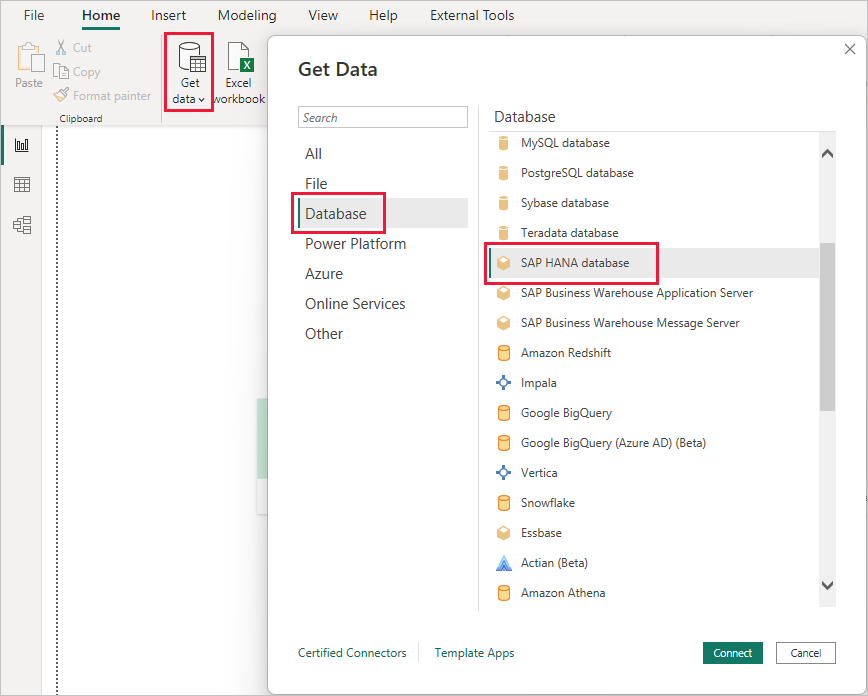 File Home Insert Modeling View Help External Tools
Paste
Cut
Copy
Format painter
Clipboard
Get
data
Excel
workbook
Get Data
Search
All
File
Database
Power Platform
Azure
Online Services
Other
Database
MySQL database
PostgreSQL database
Sybase database
Teradata database
SAP HANA database
SAP Business Warehouse Application Server
SAP Business Warehouse Message Server
Amazon Redshift
Impala
Google BigQuery
Google BigQuery (Azure AD) (Beta)
Vertica
Snowflake
Essbase
Actian (Beta)
Amazon Athena
Certified Connectors
Template Apps
Connect
Cancel